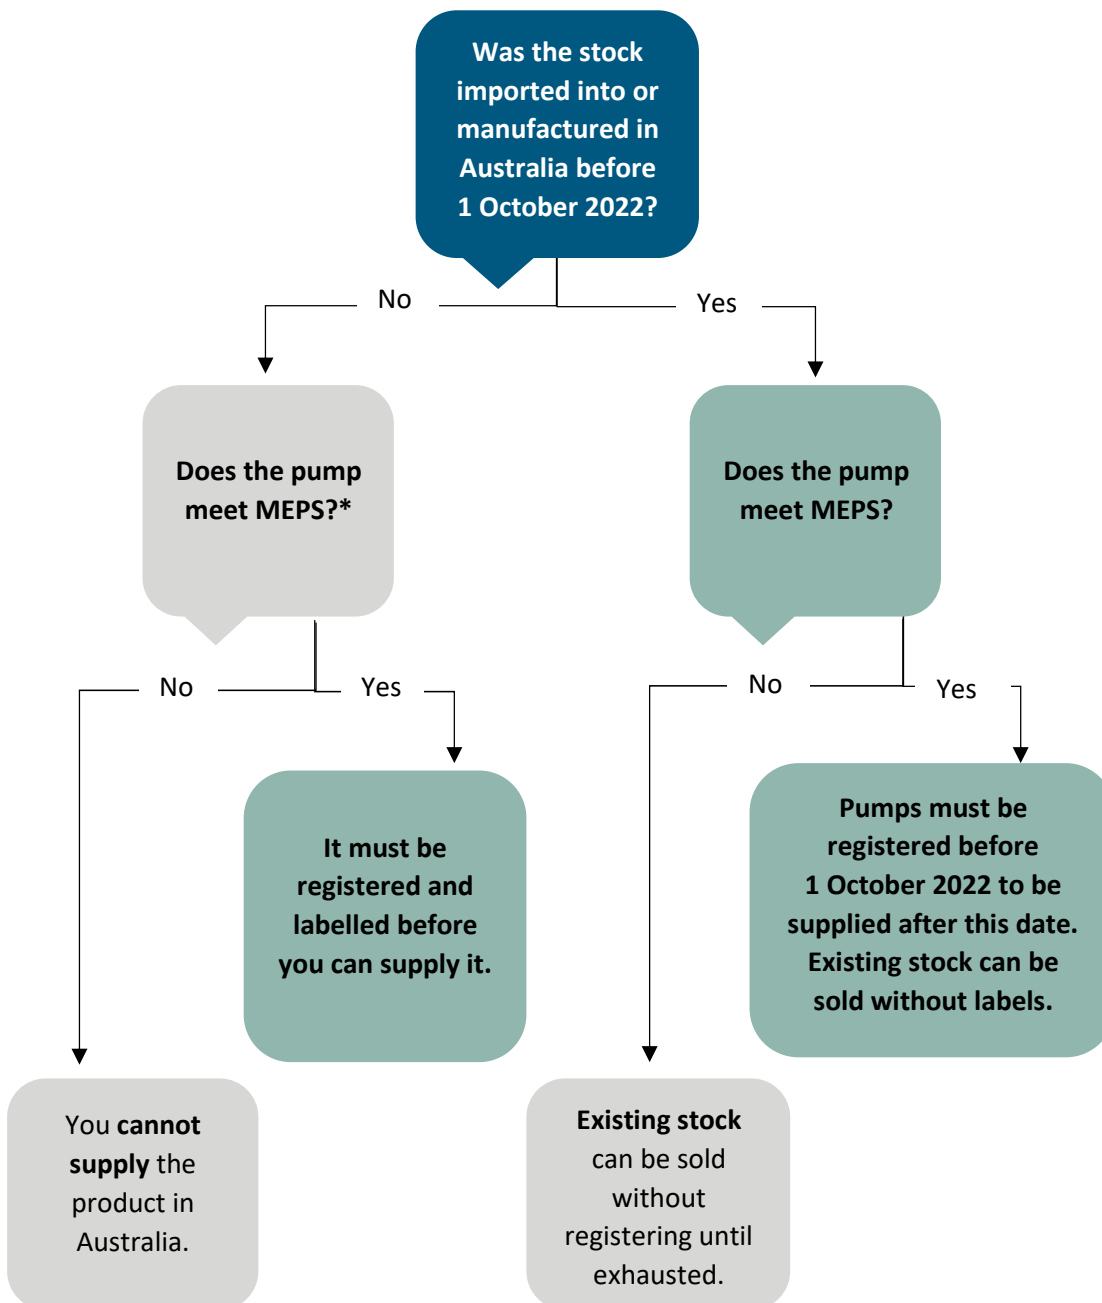 Was the stock
imported into or
manufactured in
Australia before
1 October 2022?
No
Yes
Does the pump
meet MEPS?*
Does the pump
meet MEPS?
No
Yes
No
Yes
It must be
registered and
labelled before
you can supply it.
Pumps must be
registered before
1 October 2022 to be
supplied after this date.
Existing stock can be
sold without labels.
You cannot
supply the
product in
Australia.
Existing stock
can be sold
without
registering until
exhausted.